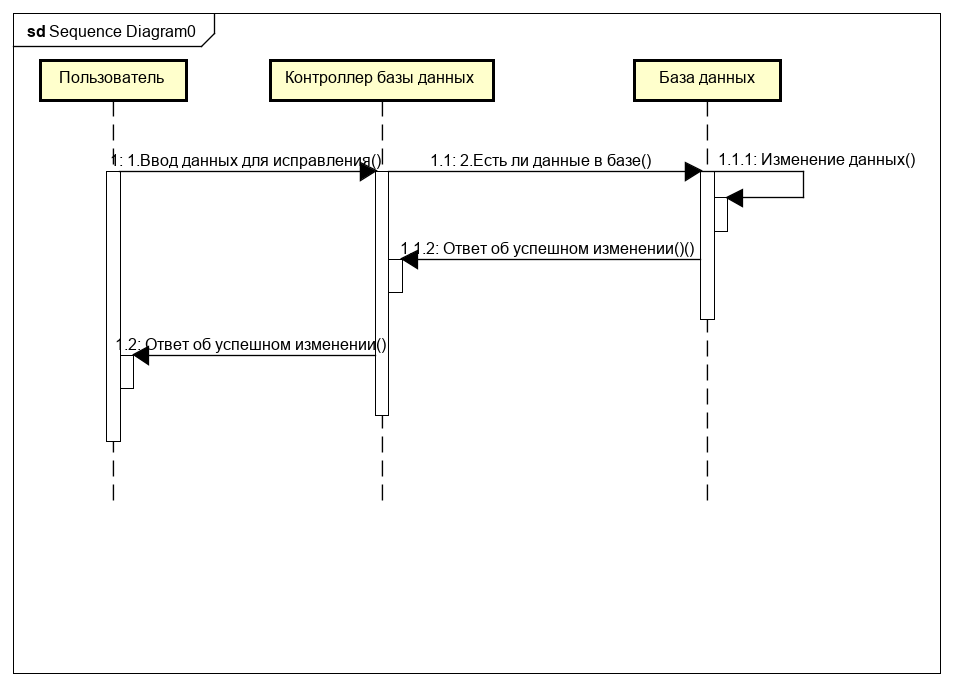 sd Sequence Diagram0
Пользователь
Контроллер базы данных
База данных
1: 1.Ввод данных для исправления()
1.1: 2.Есть ли данные в базе()
1.1.1: Изменение данных()
1.1.2: Ответ об успешном изменении()()
1.2: Ответ об успешном изменении()